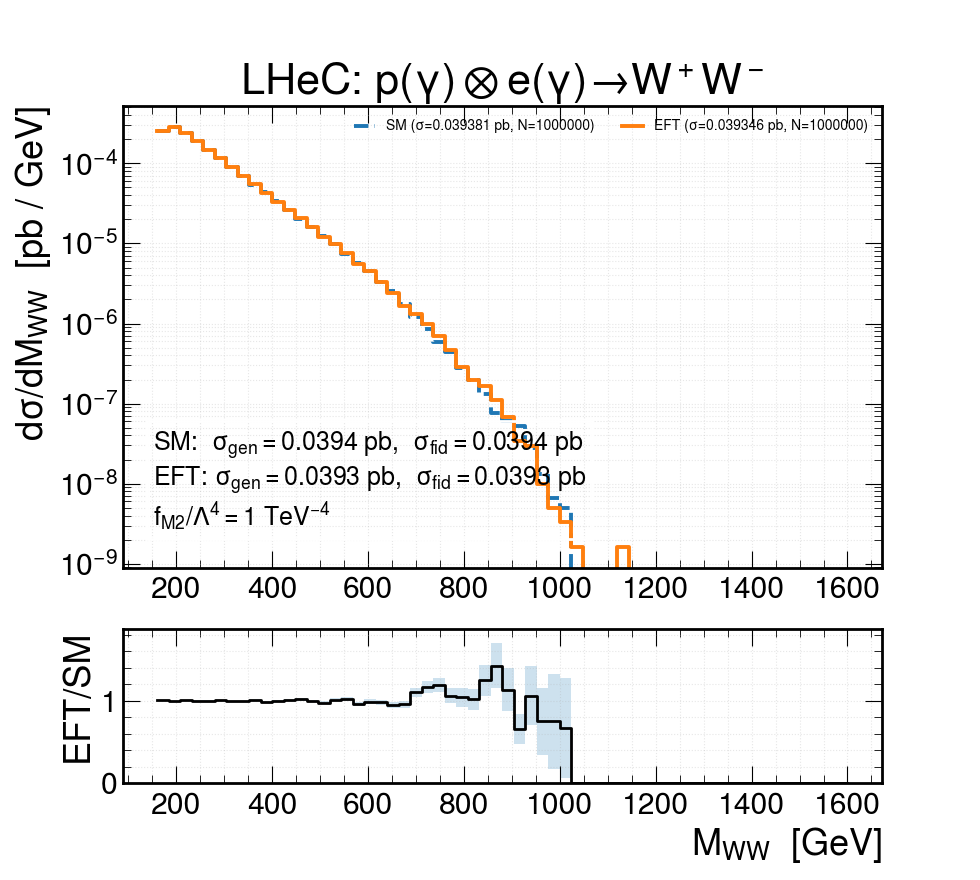 LHeC: p(γ)⊗e(γ)→W⁺W⁻
dσ/dM_WW [pb / GeV]
SM (σ=0.039381 pb, N=1000000)
EFT (σ=0.039346 pb, N=1000000)
10⁻⁴
10⁻⁵
10⁻⁶
10⁻⁷
10⁻⁸
10⁻⁹
SM: σ_gen = 0.0394 pb, σ_fid = 0.0394 pb
EFT: σ_gen = 0.0393 pb, σ_fid = 0.0393 pb
f_M2/Λ⁴ = 1 TeV⁻⁴
200 400 600 800 1000 1200 1400 1600
EFT/SM
1
0
200 400 600 800 1000 1200 1400 1600
M_WW [GeV]